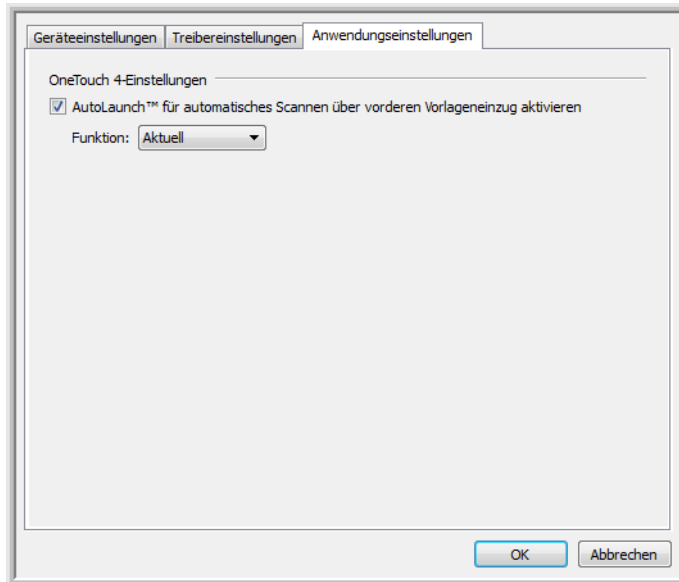 Geräteeinstellungen Treibereinstellungen Anwendungseinstellungen
OneTouch 4-Einstellungen
AutoLaunch™ für automatisches Scannen über vorderen Vorlageneinzug aktivieren
Funktion: Aktuell
OK Abbrechen